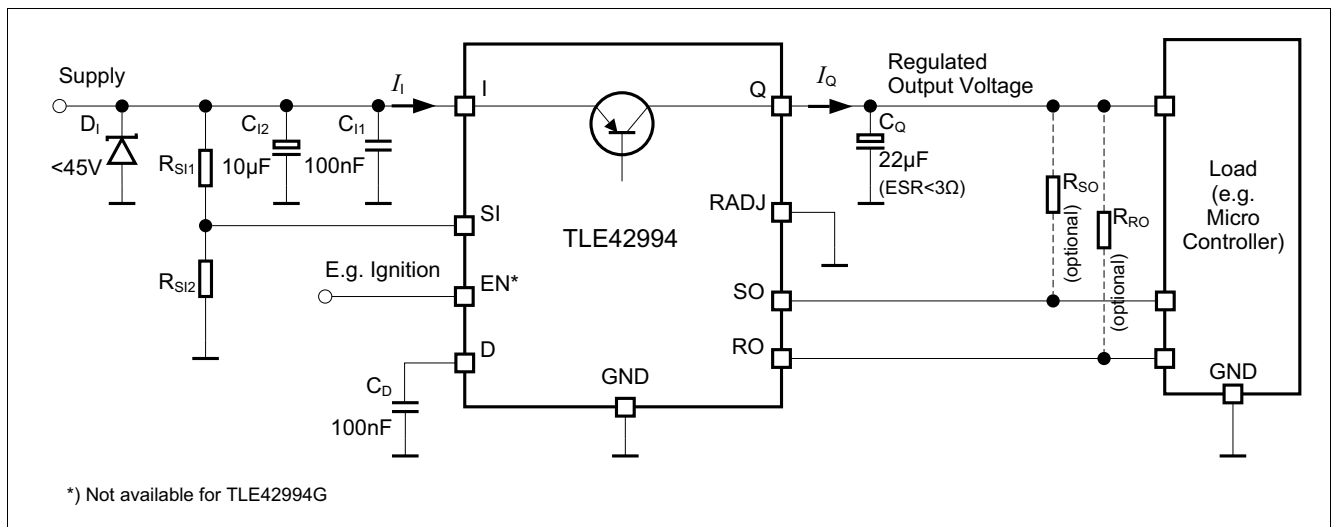 Supply
D_I
<45V
R_SI1
C_I2
10µF
C_I1
100nF
I_I
I
Q
I_Q
Regulated
Output Voltage
C_Q
22µF
(ESR<3Ω)
R_SO
(optional)
R_RO
(optional)
Load
(e.g.
Micro
Controller)
SI
RADJ
TLE42994
R_SI2
E.g. Ignition
EN*
SO
D
RO
C_D
100nF
GND
GND
*) Not available for TLE42994G